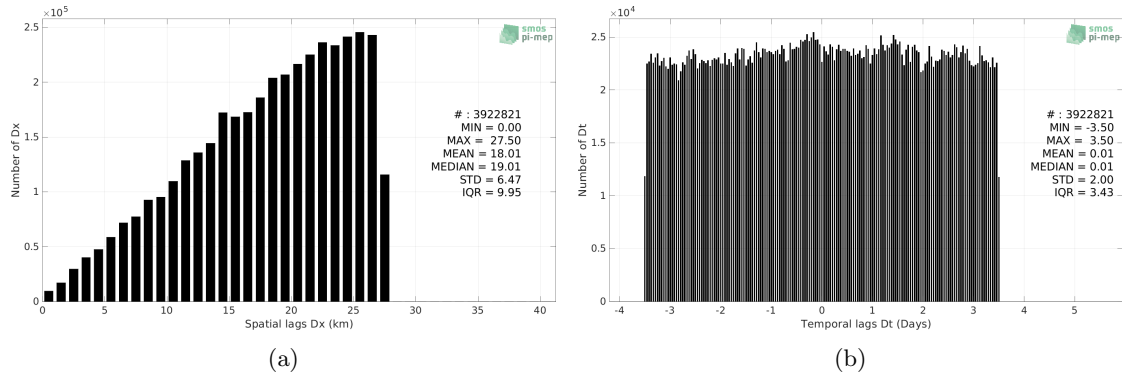 ×10⁵
2.5
2
1.5
1
0.5
0
Number of Dx
0 5 10 15 20 25 30 35 40
Spatial lags Dx (km)
smos
pi-mep
# : 3922821
MIN = 0.00
MAX = 27.50
MEAN = 18.01
MEDIAN = 19.01
STD = 6.47
IQR = 9.95
(a)
×10⁴
2.5
2
1.5
1
0.5
0
Number of Dt
-4 -3 -2 -1 0 1 2 3 4 5
Temporal lags Dt (Days)
smos
pi-mep
# : 3922821
MIN = -3.50
MAX = 3.50
MEAN = 0.01
MEDIAN = 0.01
STD = 2.00
IQR = 3.43
(b)